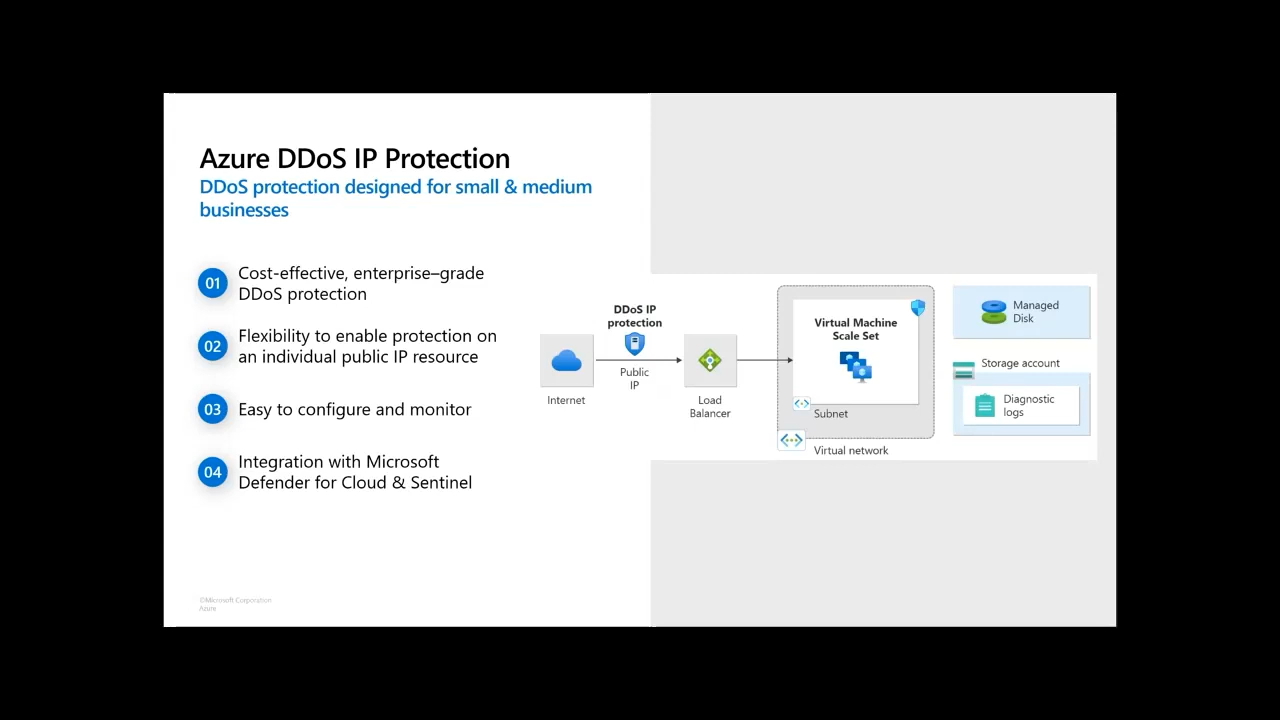 Azure DDoS IP Protection
DDoS protection designed for small & medium
businesses
01
Cost-effective, enterprise–grade
DDoS protection
02
Flexibility to enable protection on
an individual public IP resource
03
Easy to configure and monitor
04
Integration with Microsoft
Defender for Cloud & Sentinel
DDoS IP
protection
Internet
Public
IP
Load
Balancer
Virtual Machine
Scale Set
Subnet
Virtual network
Managed
Disk
Storage account
Diagnostic
logs
©Microsoft Corporation
Azure